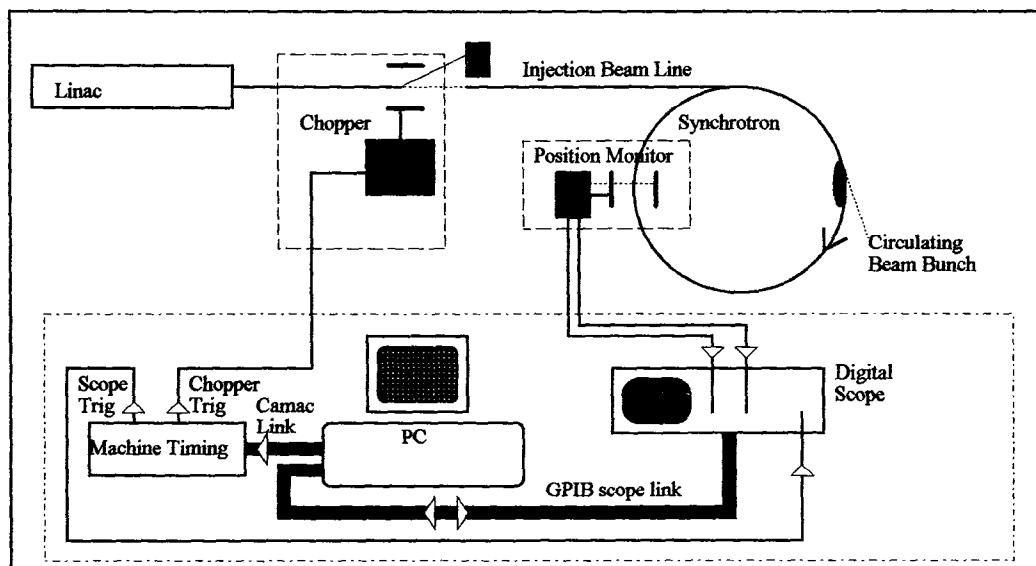 Linac
Injection Beam Line
Chopper
Synchrotron
Position Monitor
Circulating
Beam Bunch
Scope
Trig
Chopper
Trig
Camac
Link
Machine Timing
PC
Digital
Scope
GPIB scope link